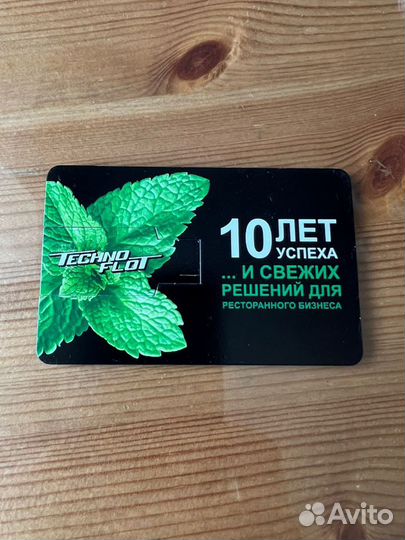 TECHNO
FLOT
10 ЛЕТ
УСПЕХА
... И СВЕЖИХ
РЕШЕНИЙ ДЛЯ
РЕСТОРАННОГО БИЗНЕСА
Avito